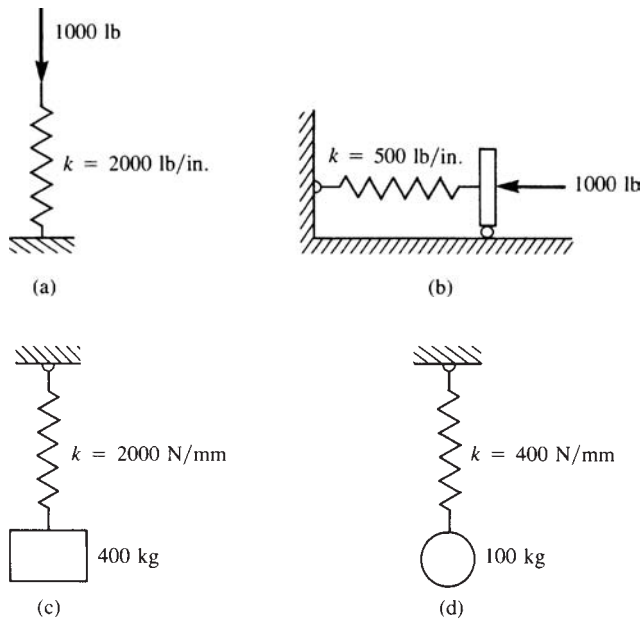 1000 lb
k = 2000 lb/in.
(a)
k = 500 lb/in.
1000 lb
(b)
k = 2000 N/mm
400 kg
(c)
k = 400 N/mm
100 kg
(d)